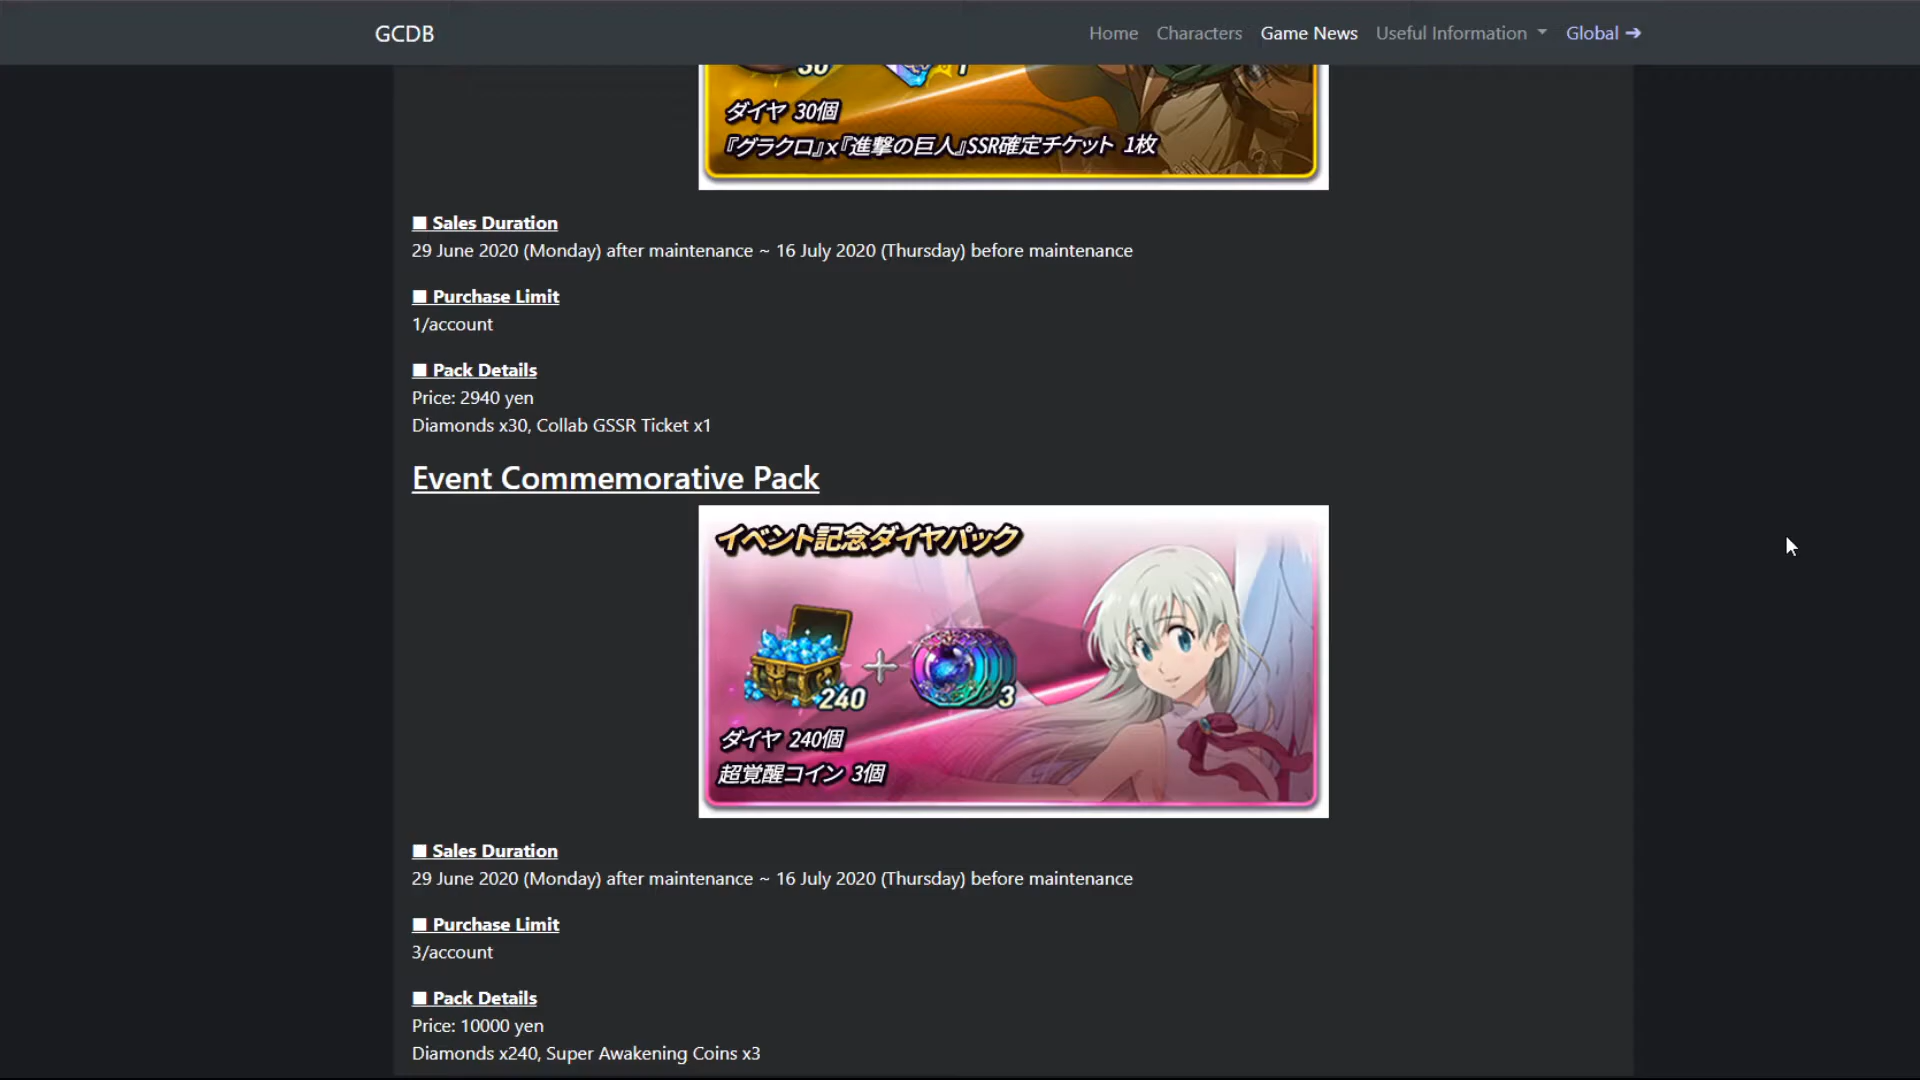 GCDB
Home Characters Game News Useful Information Global ➔
30 1
ダイヤ 30個
『グラクロ』x『進撃の巨人』SSR確定チケット 1枚
■ Sales Duration
29 June 2020 (Monday) after maintenance ~ 16 July 2020 (Thursday) before maintenance
■ Purchase Limit
1/account
■ Pack Details
Price: 2940 yen
Diamonds x30, Collab GSSR Ticket x1
Event Commemorative Pack
イベント記念ダイヤパック
240 + 3
ダイヤ 240個
超覚醒コイン 3個
■ Sales Duration
29 June 2020 (Monday) after maintenance ~ 16 July 2020 (Thursday) before maintenance
■ Purchase Limit
3/account
■ Pack Details
Price: 10000 yen
Diamonds x240, Super Awakening Coins x3